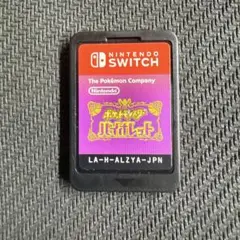 NINTENDO
SWITCH
The Pokémon Company
Nintendo
ポケットモンスター
バイオレット
LA-H-ALZYA-JPN